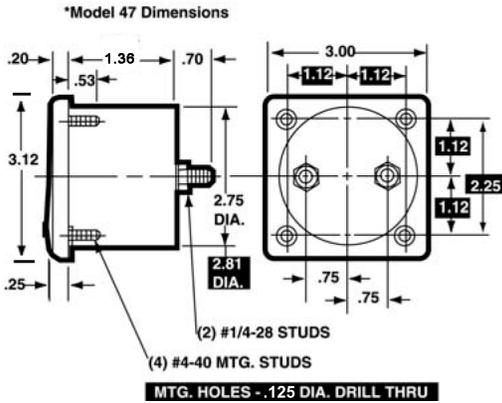 *Model 47 Dimensions
.20
1.36
.70
.53
3.12
2.75
DIA.
2.81
DIA.
.25
3.00
1.12
1.12
1.12
2.25
1.12
.75
.75
(2) #1/4-28 STUDS
(4) #4-40 MTG. STUDS
MTG. HOLES - .125 DIA. DRILL THRU